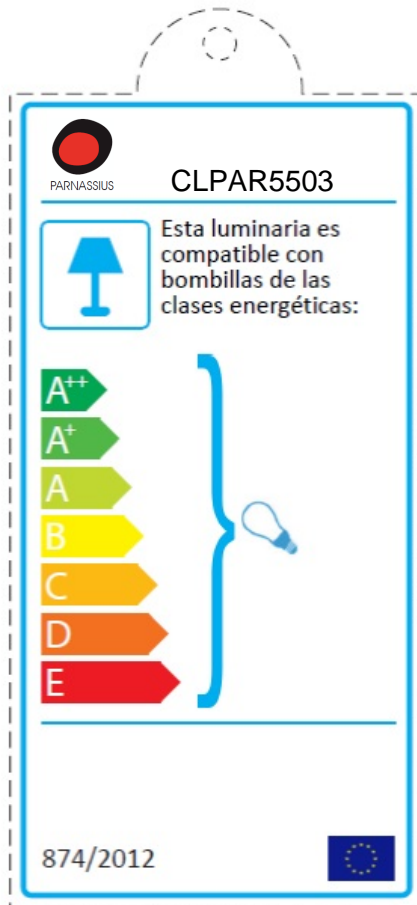 PARNASSIUS
CLPAR5503
Esta luminaria es
compatible con
bombillas de las
clases energéticas:
A++
A+
A
B
C
D
E
874/2012